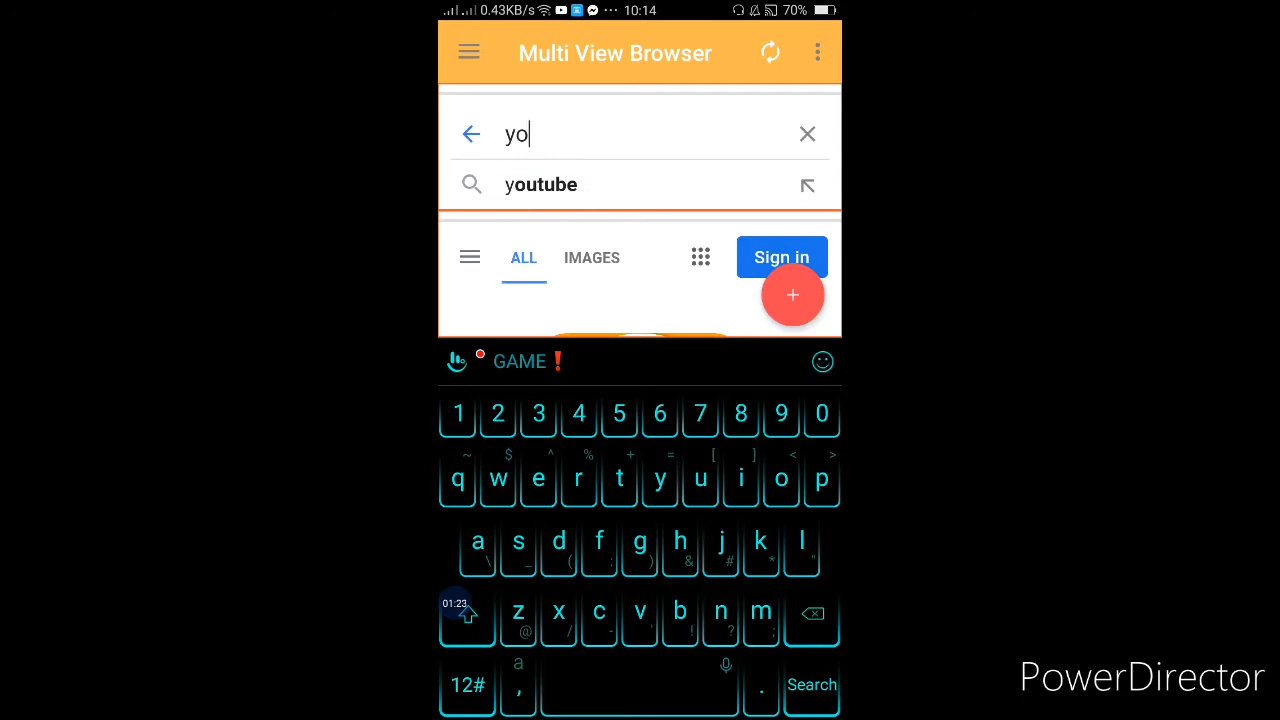 0.43KB/s ... 10:14 70%
Multi View Browser
yo
youtube
ALL IMAGES Sign in
+
GAME❗
1 2 3 4 5 6 7 8 9 0
~ $ ^ % + = [ ] < >
q w e r t y u i o p
a s d f g h j k l
\ _ ( : ) & # * "
01:23
z x c v b n m
@ / - ' ! ? ;
a
12# , . Search
PowerDirector